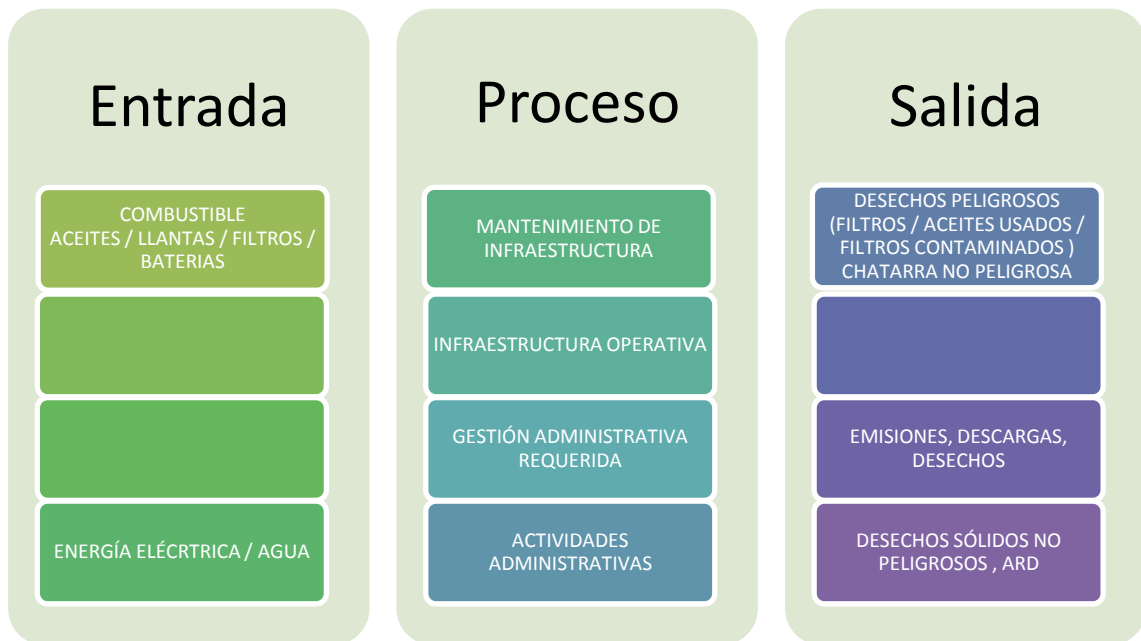 Entrada
COMBUSTIBLE
ACEITES / LLANTAS / FILTROS /
BATERIAS
ENERGÍA ELÉCRTRICA / AGUA
Proceso
MANTENIMIENTO DE
INFRAESTRUCTURA
INFRAESTRUCTURA OPERATIVA
GESTIÓN ADMINISTRATIVA
REQUERIDA
ACTIVIDADES
ADMINISTRATIVAS
Salida
DESECHOS PELIGROSOS
(FILTROS / ACEITES USADOS /
FILTROS CONTAMINADOS )
CHATARRA NO PELIGROSA
EMISIONES, DESCARGAS,
DESECHOS
DESECHOS SÓLIDOS NO
PELIGROSOS , ARD